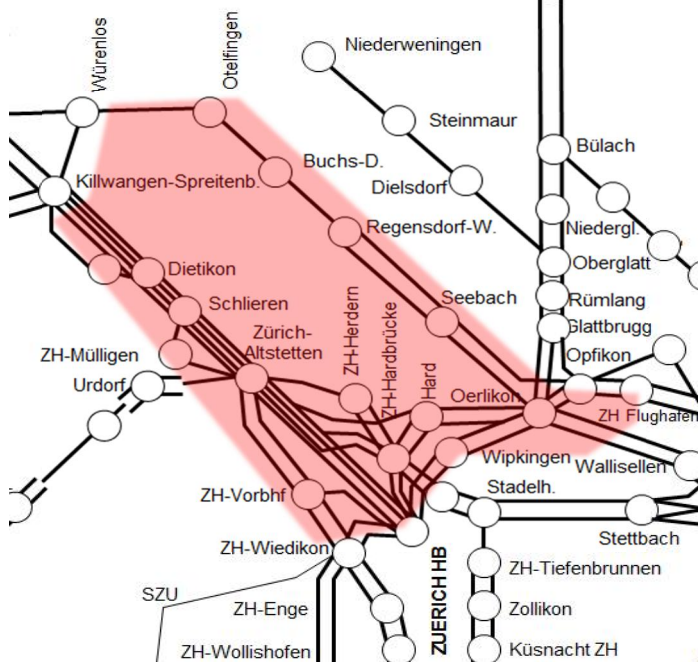 Würenlos
Otelfingen
Niederweningen
Steinmaur
Bülach
Buchs-D.
Killwangen-Spreitenb.
Dielsdorf
Regensdorf-W.
Niedergl.
Oberglatt
Dietikon
Seebach
Rümlang
Schlieren
Glattbrugg
Zürich-
Altstetten
ZH-Herdern
ZH-Hardbrücke
Hard
ZH-Mülligen
Opfikon
Urdorf
Oerlikon
ZH Flughafen
Wipkingen
Wallisellen
ZH-Vorbhf
Stadelh.
Stettbach
ZH-Wiedikon
ZUERICH HB
ZH-Tiefenbrunnen
SZU
ZH-Enge
Zollikon
ZH-Wollishofen
Küsnacht ZH